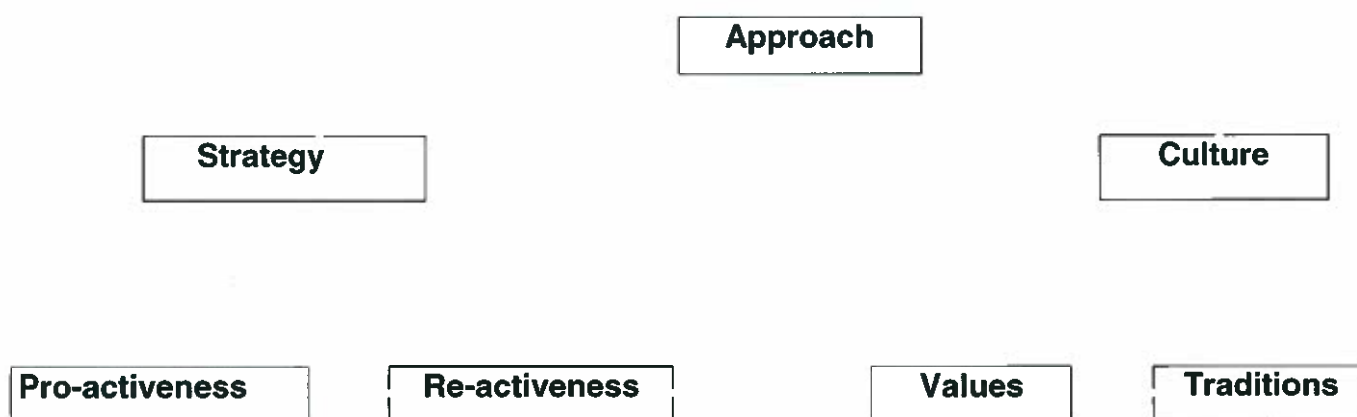 Approach
Strategy
Culture
Pro-activeness
Re-activeness
Values
Traditions